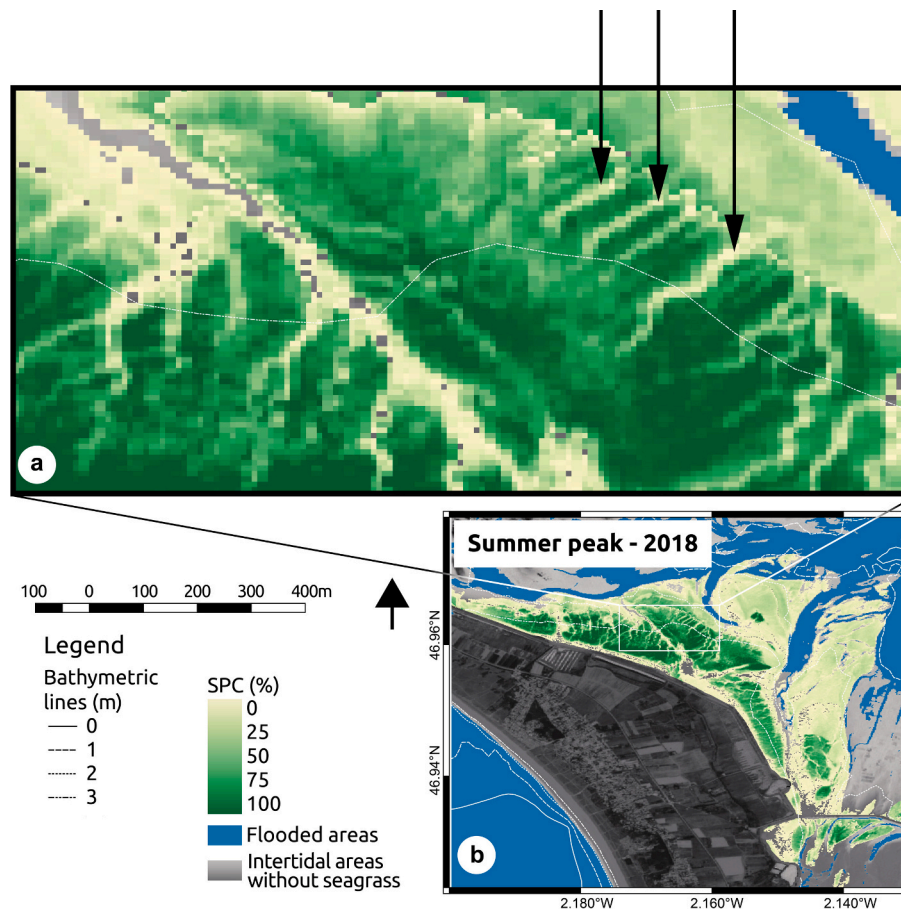 a
Summer peak - 2018
100 0 100 200 300 400m
Legend
Bathymetric
lines (m)
0
1
2
3
SPC (%)
0
25
50
75
100
Flooded areas
Intertidal areas
without seagrass
46.96°N
46.94°N
b
2.180°W 2.160°W 2.140°W